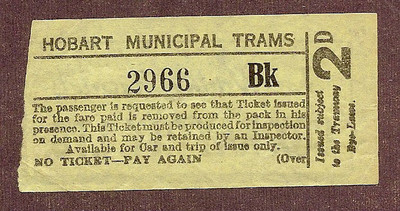 HOBART MUNICIPAL TRAMS
2966 Bk
The passenger is requested to see that Ticket issued
for the fare paid is removed from the pack in his
presence. This Ticket must be produced for inspection
on demand and may be retained by an Inspector.
Available for Car and trip of issue only.
NO TICKET—PAY AGAIN (Over)
2D
Issued subject
to the Tramway
Bye-Laws.